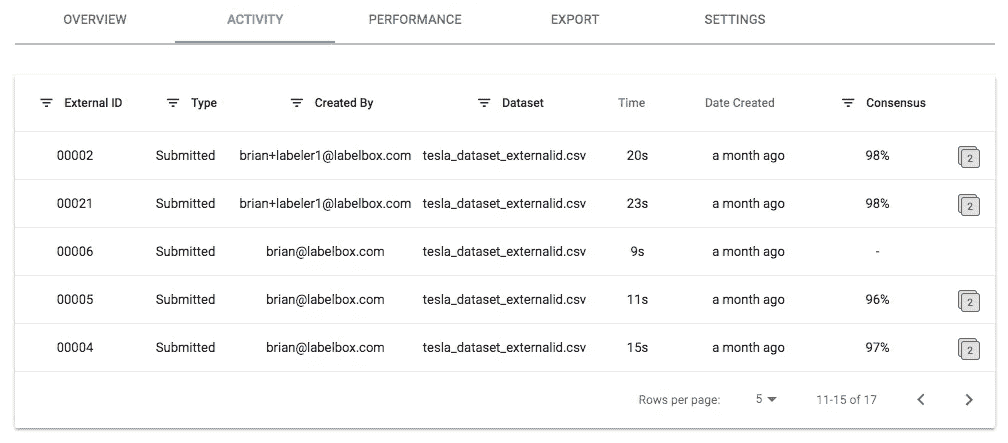 OVERVIEW ACTIVITY PERFORMANCE EXPORT SETTINGS
External ID Type Created By Dataset Time Date Created Consensus
00002 Submitted brian+labeler1@labelbox.com tesla_dataset_externalid.csv 20s a month ago 98% 2
00021 Submitted brian+labeler1@labelbox.com tesla_dataset_externalid.csv 23s a month ago 98% 2
00006 Submitted brian@labelbox.com tesla_dataset_externalid.csv 9s a month ago -
00005 Submitted brian@labelbox.com tesla_dataset_externalid.csv 11s a month ago 96% 2
00004 Submitted brian@labelbox.com tesla_dataset_externalid.csv 15s a month ago 97% 2
Rows per page: 5 11-15 of 17